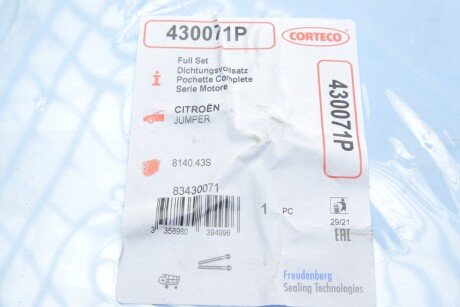 430071P
CORTECO
Full Set
Dichtungsvollsatz
Pochette Complete
Serie Motore
430071P
CITROËN
JUMPER
8140.43S
83430071
1 PC
3 358960 394996
29/21
EAC
Freudenberg
Sealing Technologies